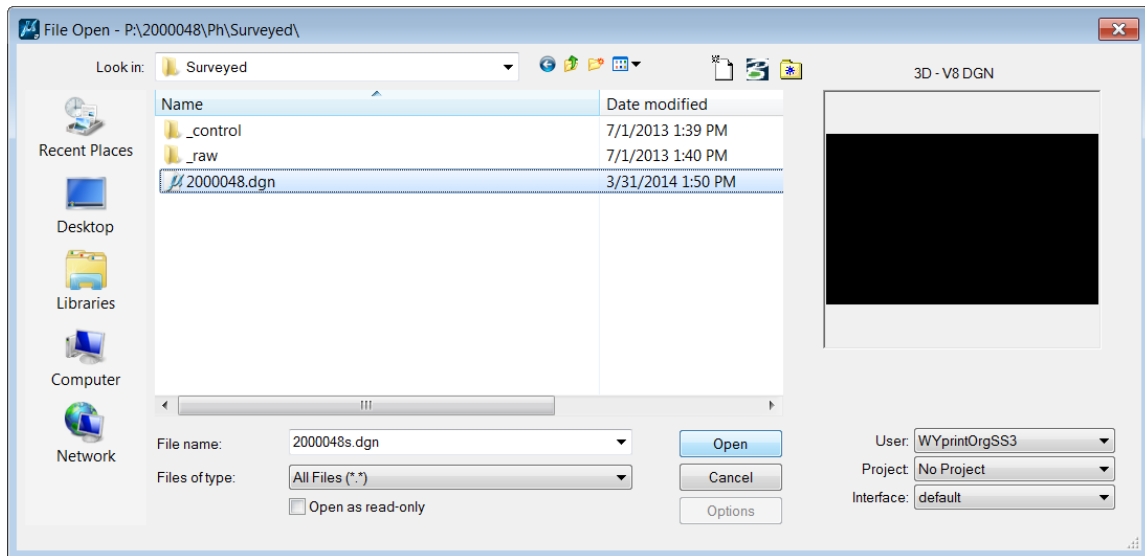 File Open - P:\2000048\Ph\Surveyed\
Look in: Surveyed
V8
3D - V8 DGN
Name Date modified
_control 7/1/2013 1:39 PM
_raw 7/1/2013 1:40 PM
2000048.dgn 3/31/2014 1:50 PM
Recent Places
Desktop
Libraries
Computer
Network
File name: 2000048s.dgn Open
Files of type: All Files (*.*) Cancel
Open as read-only Options
User: WYprintOrgSS3
Project: No Project
Interface: default